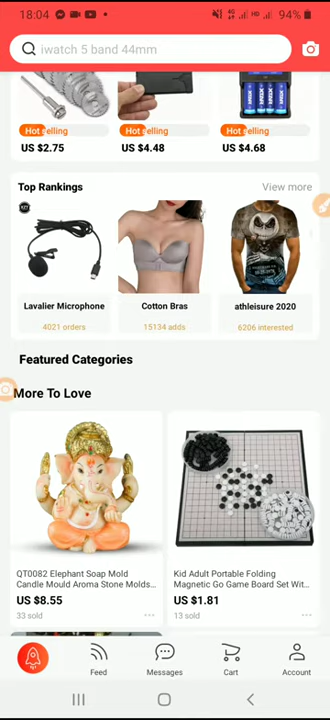 18:04
94%
iwatch 5 band 44mm
Hot selling
Hot selling
Hot selling
US $2.75
US $4.48
US $4.68
Top Rankings
View more
Lavalier Microphone
Cotton Bras
athleisure 2020
4021 orders
15134 adds
6206 interested
Featured Categories
More To Love
QT0082 Elephant Soap Mold
Candle Mould Aroma Stone Molds...
US $8.55
33 sold
Kid Adult Portable Folding
Magnetic Go Game Board Set Wit...
US $1.81
13 sold
Feed
Messages
Cart
Account